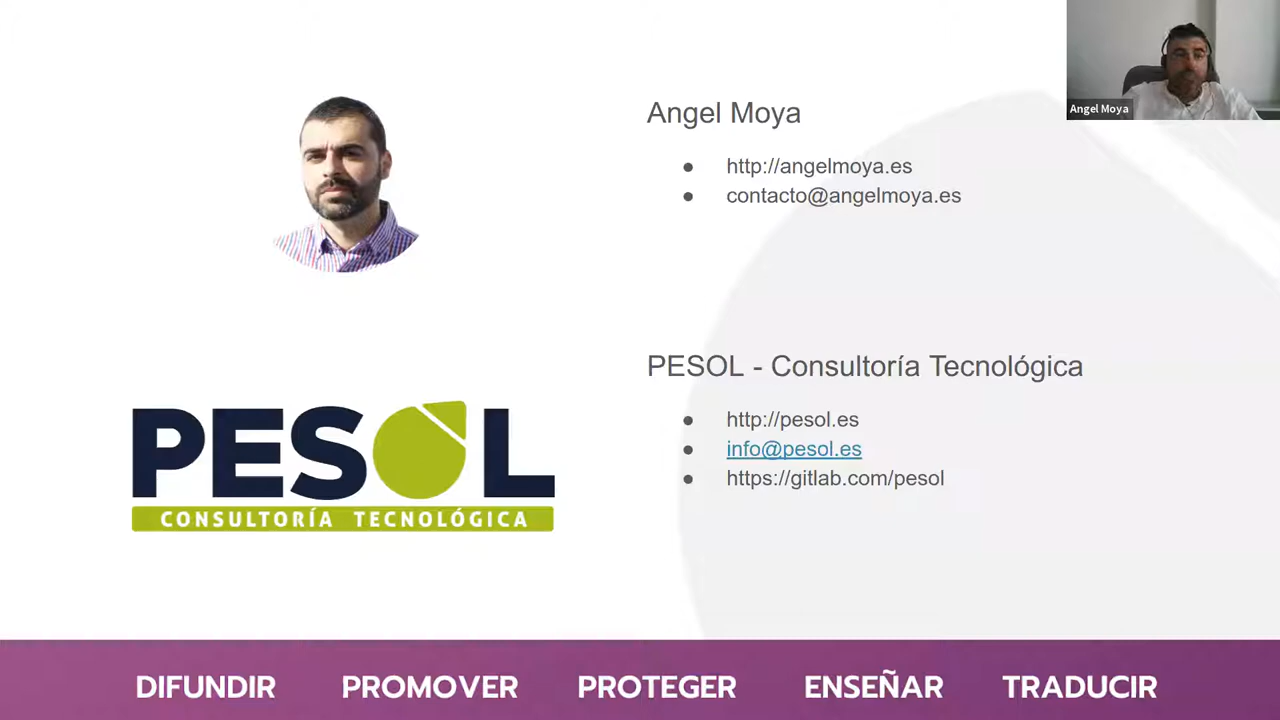 Angel Moya
Angel Moya
http://angelmoya.es
contacto@angelmoya.es
PESOL - Consultoría Tecnológica
http://pesol.es
info@pesol.es
https://gitlab.com/pesol
PESOL
CONSULTORÍA TECNOLÓGICA
DIFUNDIR PROMOVER PROTEGER ENSEÑAR TRADUCIR